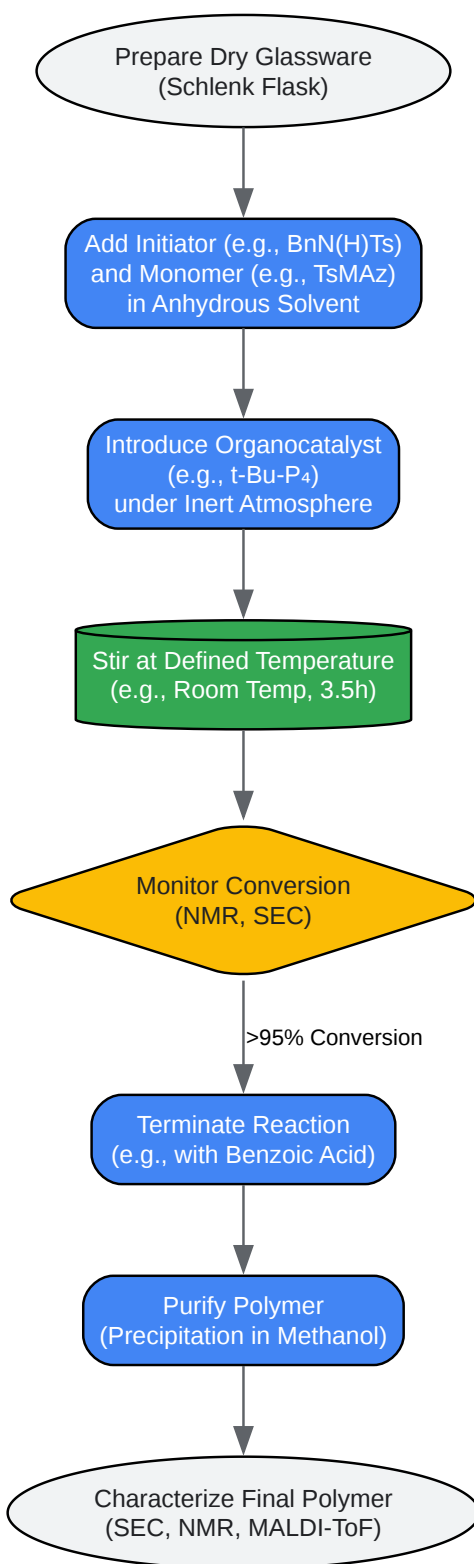 Prepare Dry Glassware
(Schlenk Flask)
Add Initiator (e.g., BnN(H)Ts)
and Monomer (e.g., TsMAz)
in Anhydrous Solvent
Introduce Organocatalyst
(e.g., t-Bu-P₄)
under Inert Atmosphere
Stir at Defined Temperature
(e.g., Room Temp, 3.5h)
Monitor Conversion
(NMR, SEC)
>95% Conversion
Terminate Reaction
(e.g., with Benzoic Acid)
Purify Polymer
(Precipitation in Methanol)
Characterize Final Polymer
(SEC, NMR, MALDI-ToF)